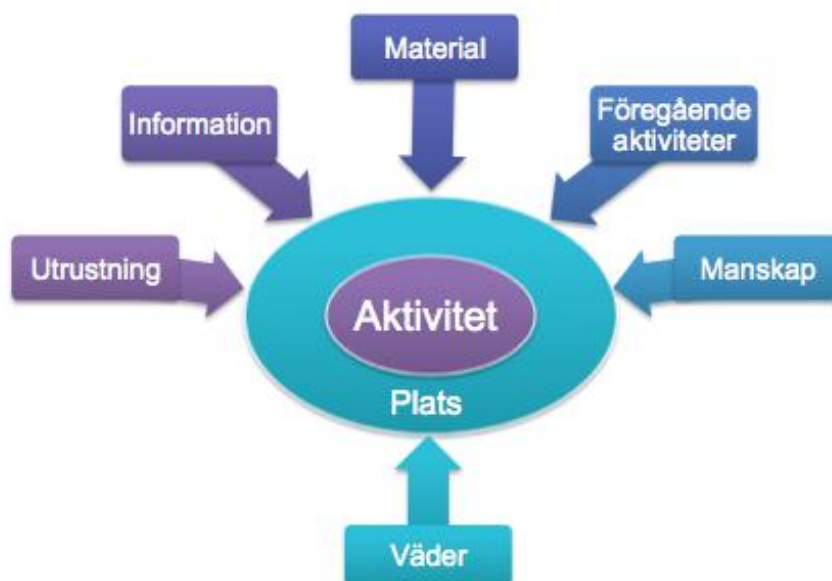 Material
Information
Föregående
aktiviteter
Utrustning
Manskap
Aktivitet
Plats
Väder